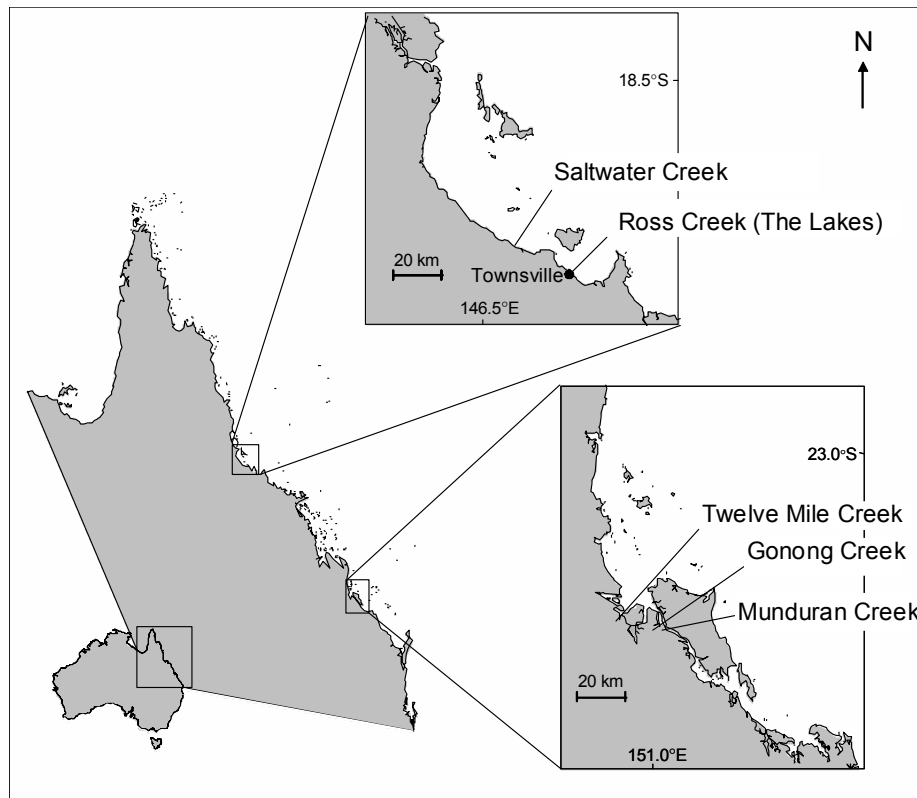 N
18.5°S
Saltwater Creek
Ross Creek (The Lakes)
20 km
Townsville
146.5°E
23.0°S
Twelve Mile Creek
Gonong Creek
Munduran Creek
20 km
151.0°E